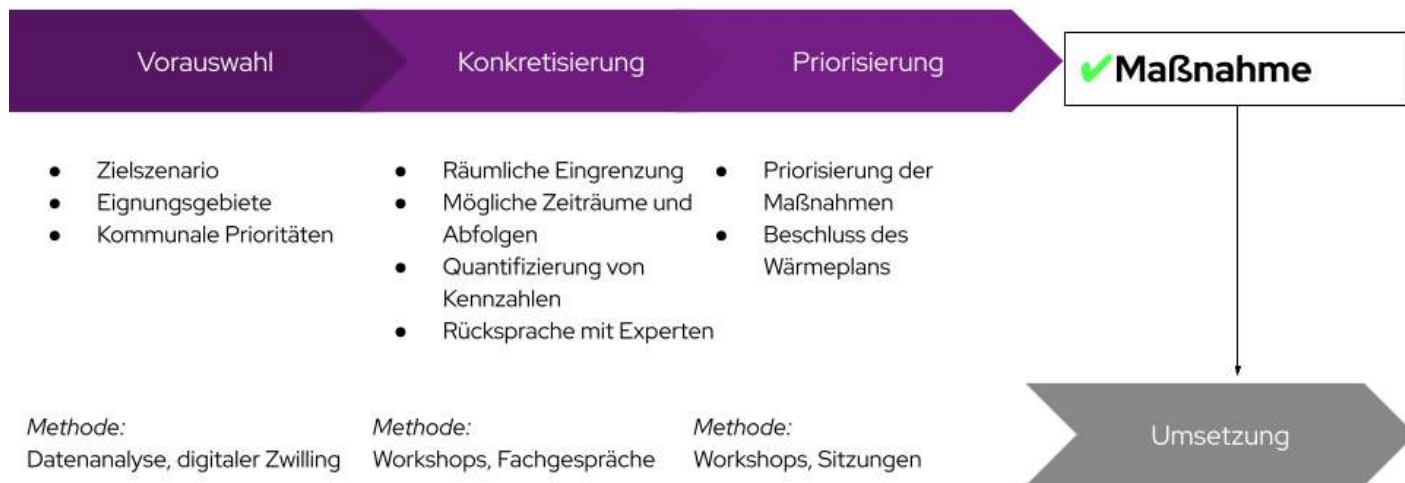 Vorauswahl
Konkretisierung
Priorisierung
✔Maßnahme
● Zielszenario
● Eignungsgebiete
● Kommunale Prioritäten
● Räumliche Eingrenzung
● Mögliche Zeiträume und
Abfolgen
● Quantifizierung von
Kennzahlen
● Rücksprache mit Experten
● Priorisierung der
Maßnahmen
● Beschluss des
Wärmeplans
Methode:
Datenanalyse, digitaler Zwilling
Methode:
Workshops, Fachgespräche
Methode:
Workshops, Sitzungen
Umsetzung